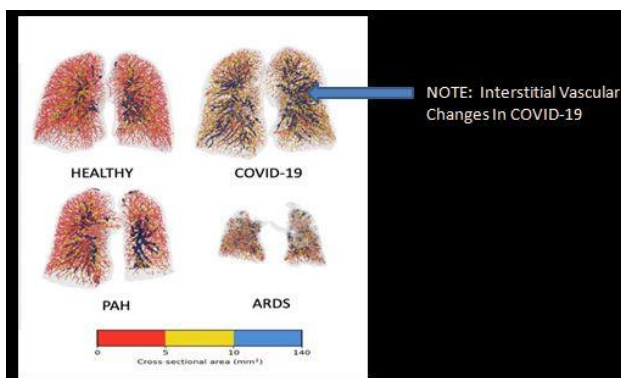 NOTE: Interstitial Vascular
Changes In COVID-19
HEALTHY
COVID-19
PAH
ARDS
0
5
10
140
Cross sectional area (mm²)